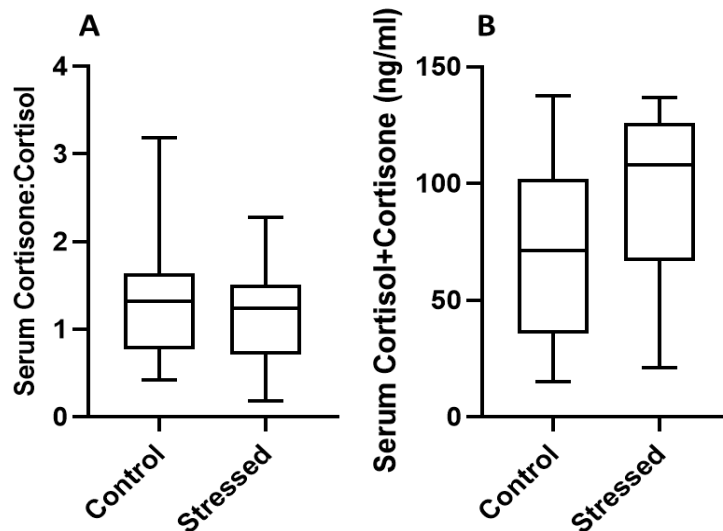 A
Serum Cortisone:Cortisol
4
3
2
1
0
Control
Stressed
B
Serum Cortisol+Cortisone (ng/ml)
150
100
50
0
Control
Stressed